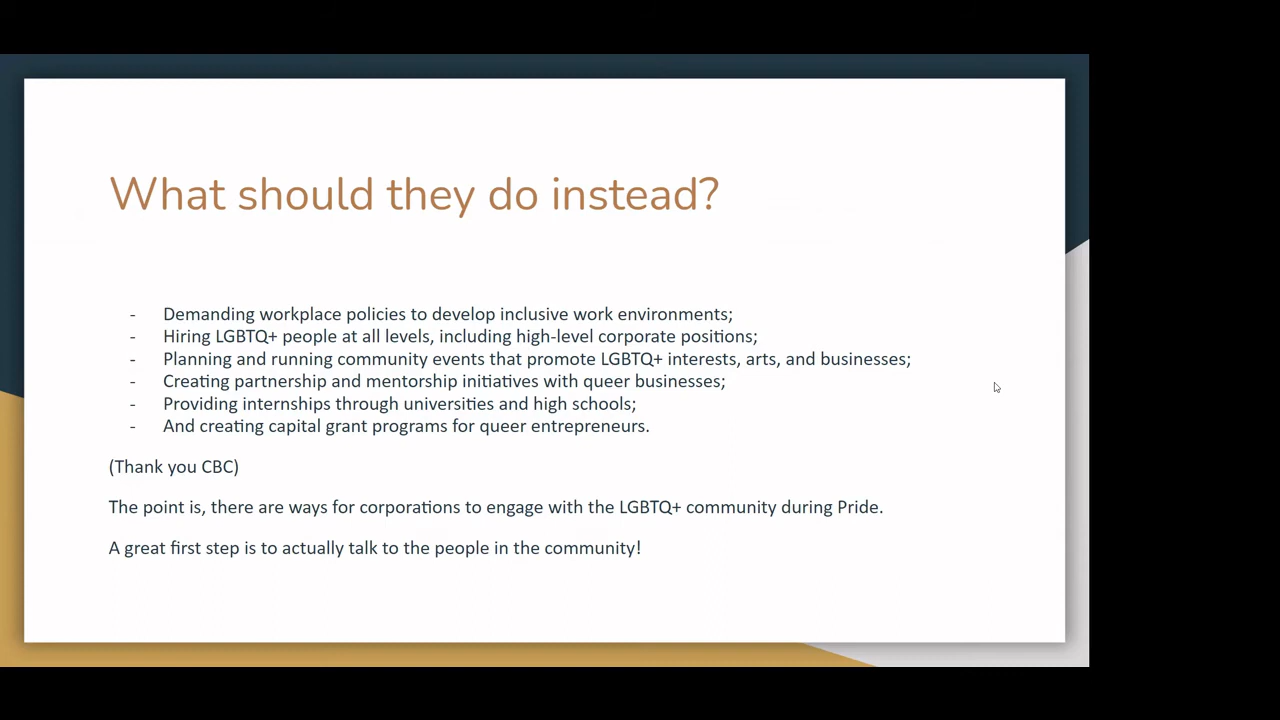 What should they do instead?
- Demanding workplace policies to develop inclusive work environments;
- Hiring LGBTQ+ people at all levels, including high-level corporate positions;
- Planning and running community events that promote LGBTQ+ interests, arts, and businesses;
- Creating partnership and mentorship initiatives with queer businesses;
- Providing internships through universities and high schools;
- And creating capital grant programs for queer entrepreneurs.
(Thank you CBC)
The point is, there are ways for corporations to engage with the LGBTQ+ community during Pride.
A great first step is to actually talk to the people in the community!